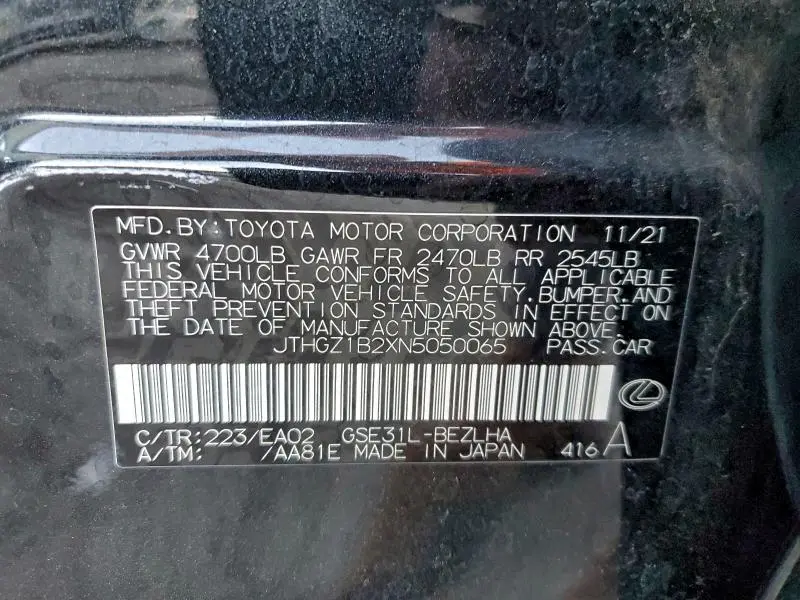 MFD.BY:TOYOTA MOTOR CORPORATION 11/21
GVWR 4700LB GAWR FR 2470LB RR 2545LB
THIS VEHICLE CONFORMS TO ALL APPLICABLE
FEDERAL MOTOR VEHICLE SAFETY,BUMPER,AND
THEFT PREVENTION STANDARDS IN EFFECT ON
THE DATE OF MANUFACTURE SHOWN ABOVE.
JTHGZ1B2XN5050065 PASS.CAR
C/TR:223/EA02 GSE31L-BEZLHA
A/TM: /AA81E MADE IN JAPAN 416A